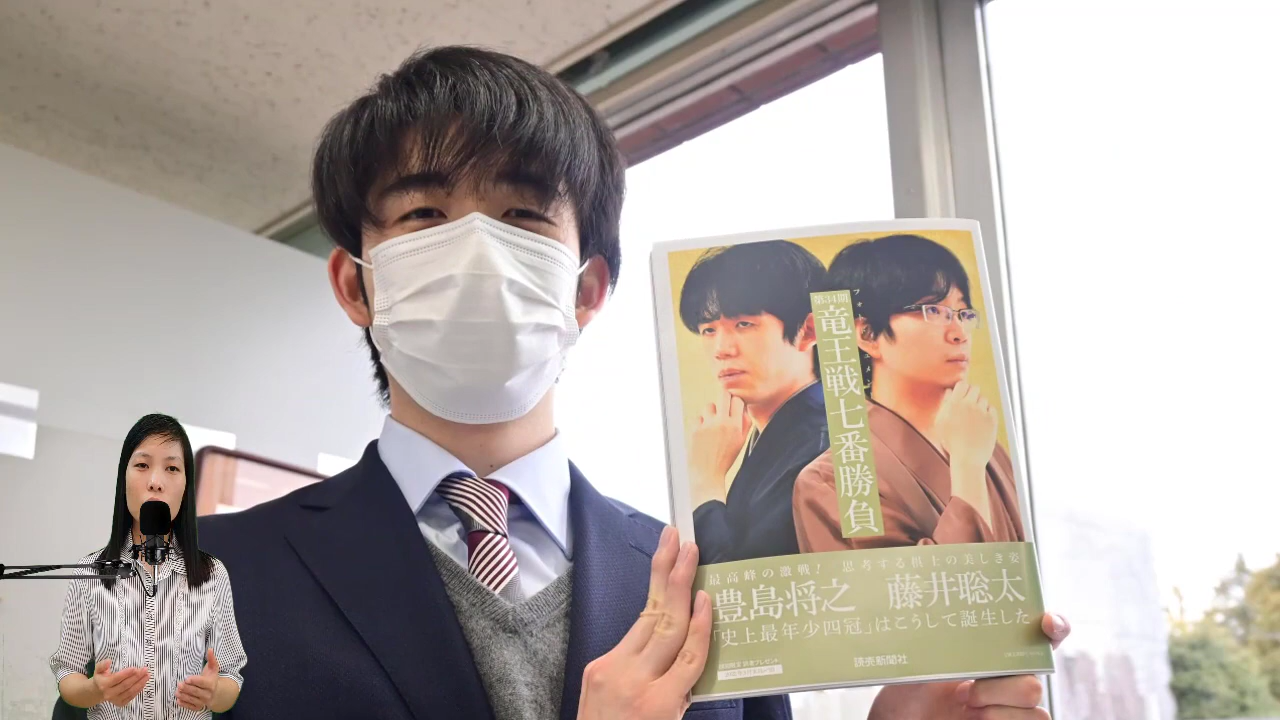 第34期
竜王戦七番勝負
最高峰の激戦! 思考する棋士の美しき姿
豊島将之 藤井聡太
「史上最年少四冠」はこうして誕生した
読売新聞社